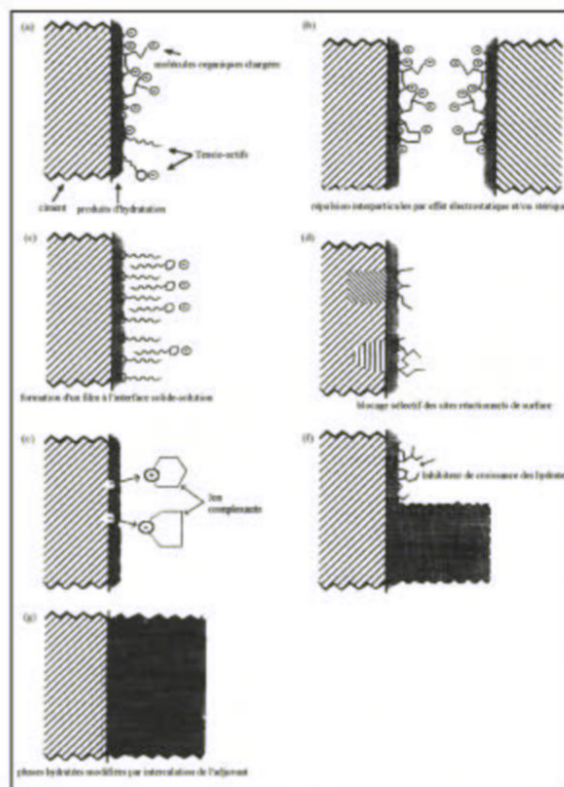 (a)
molécules organiques chargées
Tensio-actifs
ciment
produits d'hydratation
(b)
répulsion interparticules par effet électrostatique et/ou stérique
(c)
formation d'un film à l'interface solide-solution
(d)
blocage sélectif des sites réactionnels de surface
(e)
Ion
complexants
(f)
inhibiteur de croissance des hydrates
(g)
phases hydratées modifiées par intercalation de l'adjuvant